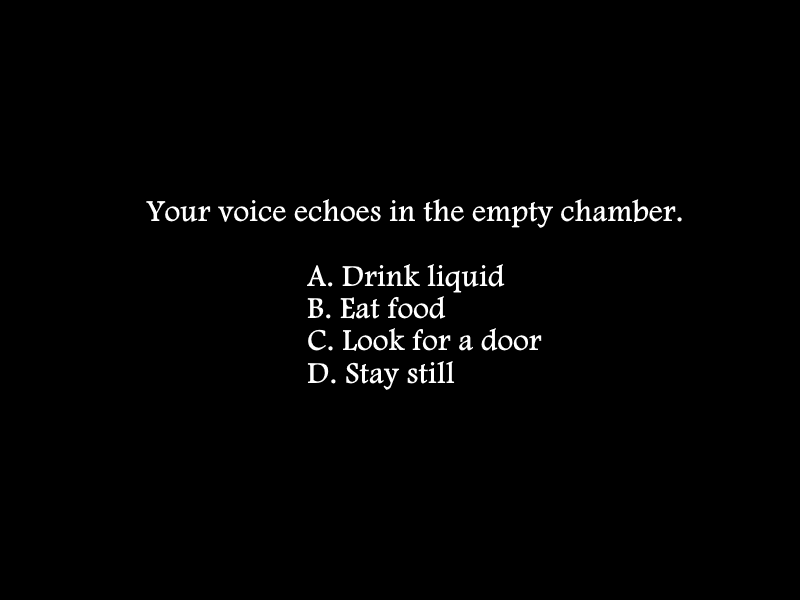 Your voice echoes in the empty chamber.
A. Drink liquid
B. Eat food
C. Look for a door
D. Stay still